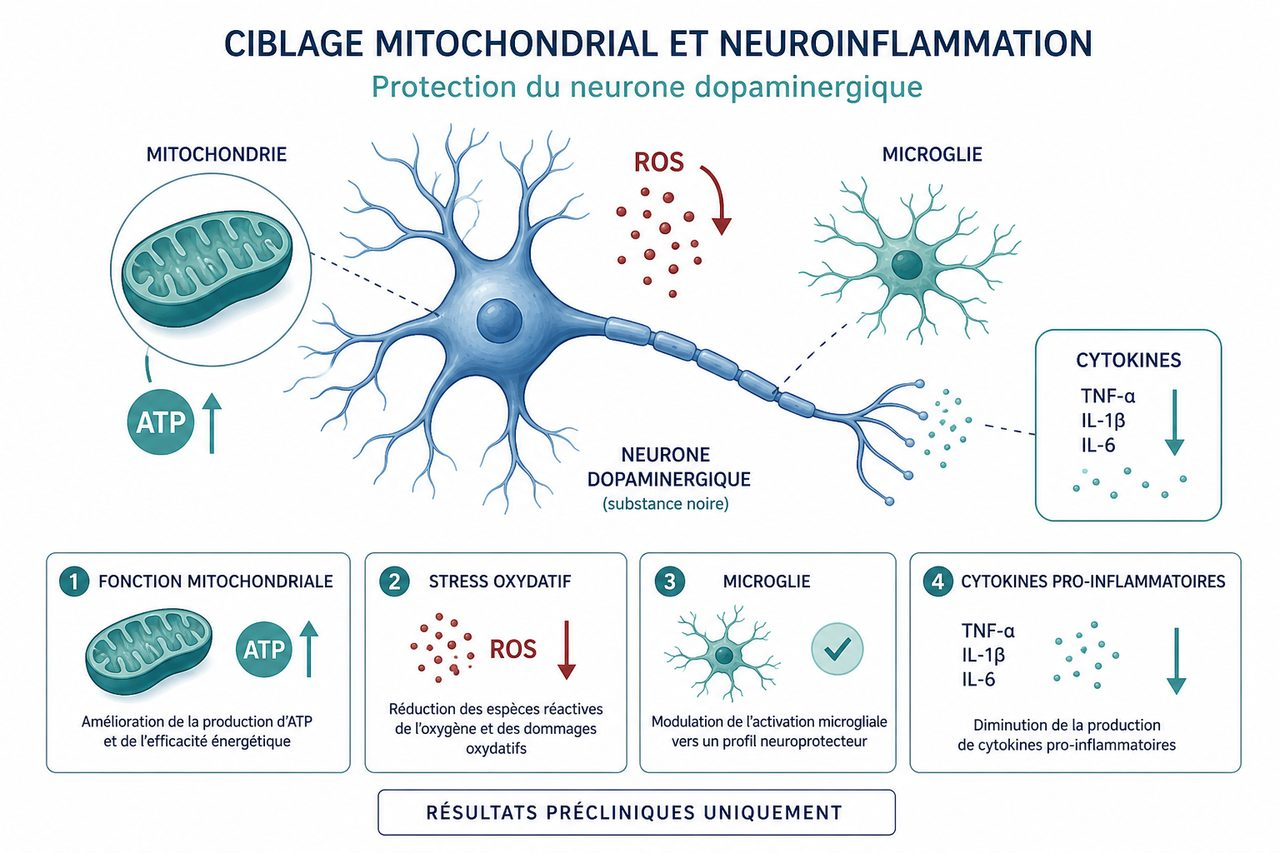 CIBLAGE MITOCHONDRIAL ET NEUROINFLAMMATION
Protection du neurone dopaminergique
MITOCHONDRIE
ROS
MICROGLIE
ATP
NEURONE
DOPAMINERGIQUE
(substance noire)
CYTOKINES
TNF-α
IL-1β
IL-6
1 FONCTION MITOCHONDRIALE
ATP
Amélioration de la production d'ATP
et de l'efficacité énergétique
2 STRESS OXYDATIF
ROS
Réduction des espèces réactives
de l'oxygène et des dommages
oxydatifs
3 MICROGLIE
Modulation de l'activation microgliale
vers un profil neuroprotecteur
4 CYTOKINES PRO-INFLAMMATOIRES
TNF-α
IL-1β
IL-6
Diminution de la production
de cytokines pro-inflammatoires
RÉSULTATS PRÉCLINIQUES UNIQUEMENT